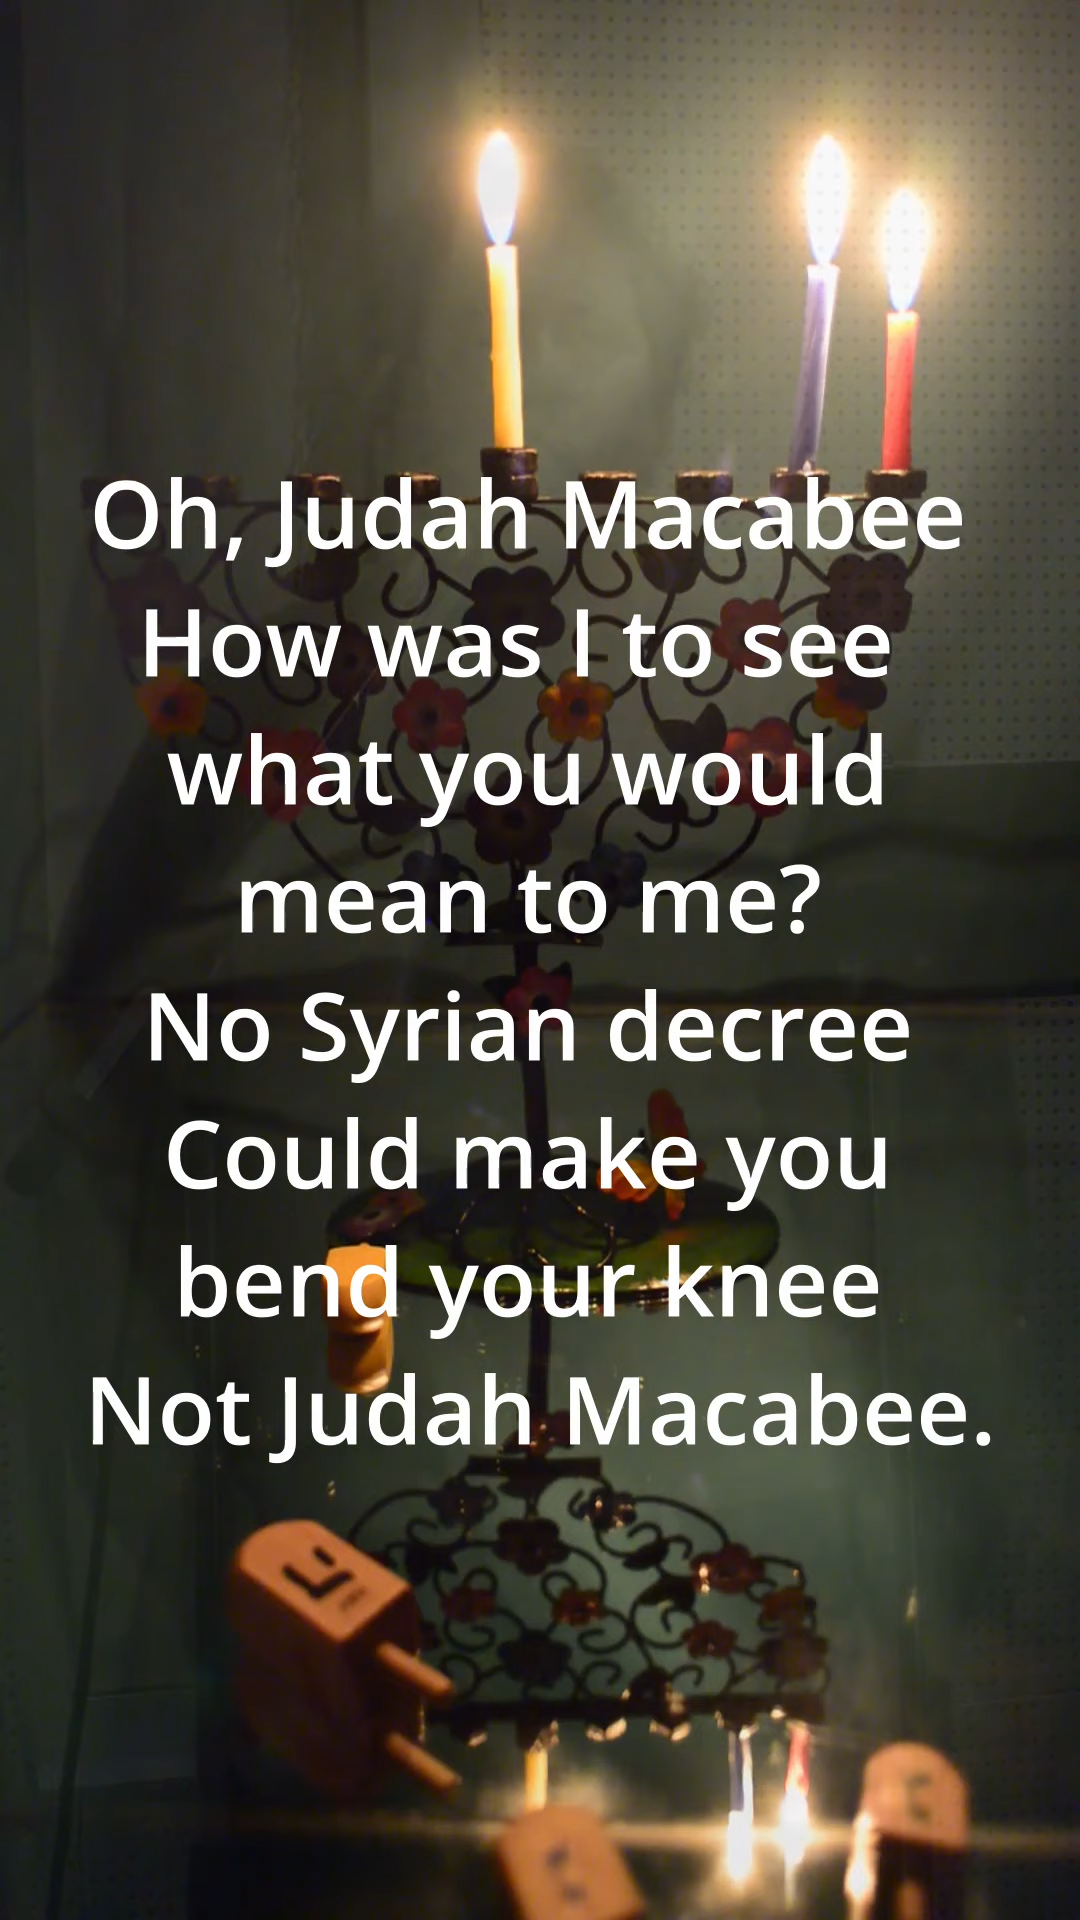 Oh, Judah Macabee
How was I to see
what you would
mean to me?
No Syrian decree
Could make you
bend your knee
Not Judah Macabee.